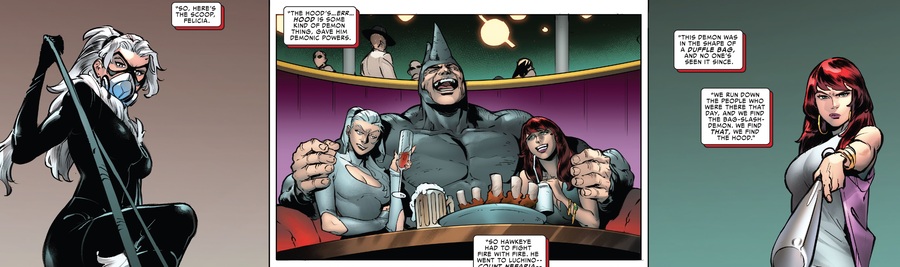 "SO, HERE'S
THE SCOOP,
FELICIA.
"THE HOOD'S...ERR...
HOOD IS SOME
KIND OF DEMON
THING, GAVE HIM
DEMONIC POWERS.
"SO HAWKEYE
HAD TO FIGHT
FIRE WITH FIRE. HE
WENT TO LUCHINO--
COUNT NEFARIA--
"THIS DEMON WAS
IN THE SHAPE OF
A DUFFLE BAG,
AND NO ONE'S
SEEN IT SINCE.
"WE RUN DOWN
THE PEOPLE WHO
WERE THERE THAT
DAY, AND WE FIND
THE BAG-SLASH-
DEMON. WE FIND
THAT, WE FIND
THE HOOD."